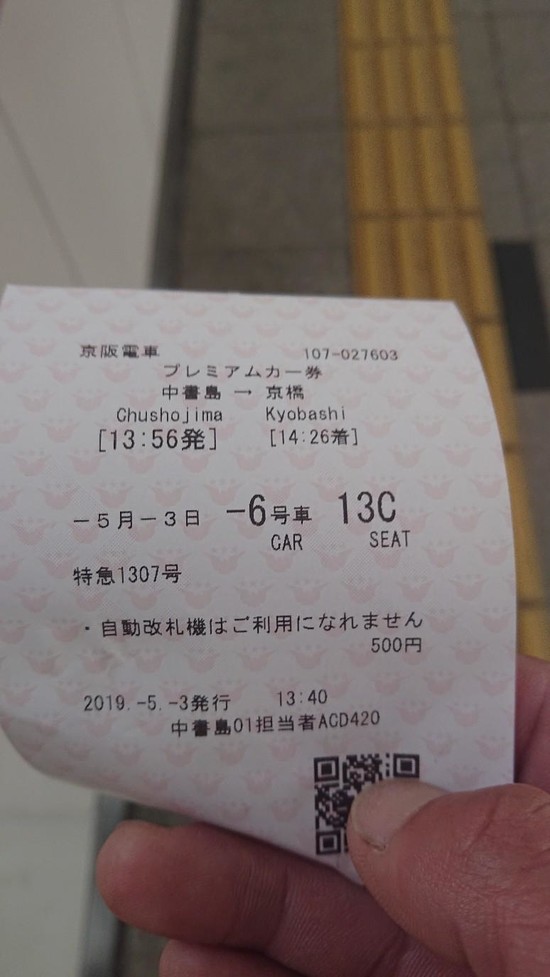 京阪電車 107-027603
プレミアムカー券
中書島 → 京橋
Chushojima Kyobashi
[13:56発] [14:26着]
-5月-3日 -6号車 13C
CAR SEAT
特急1307号
・自動改札機はご利用になれません
500円
2019.-5.-3発行 13:40
中書島01担当者ACD420